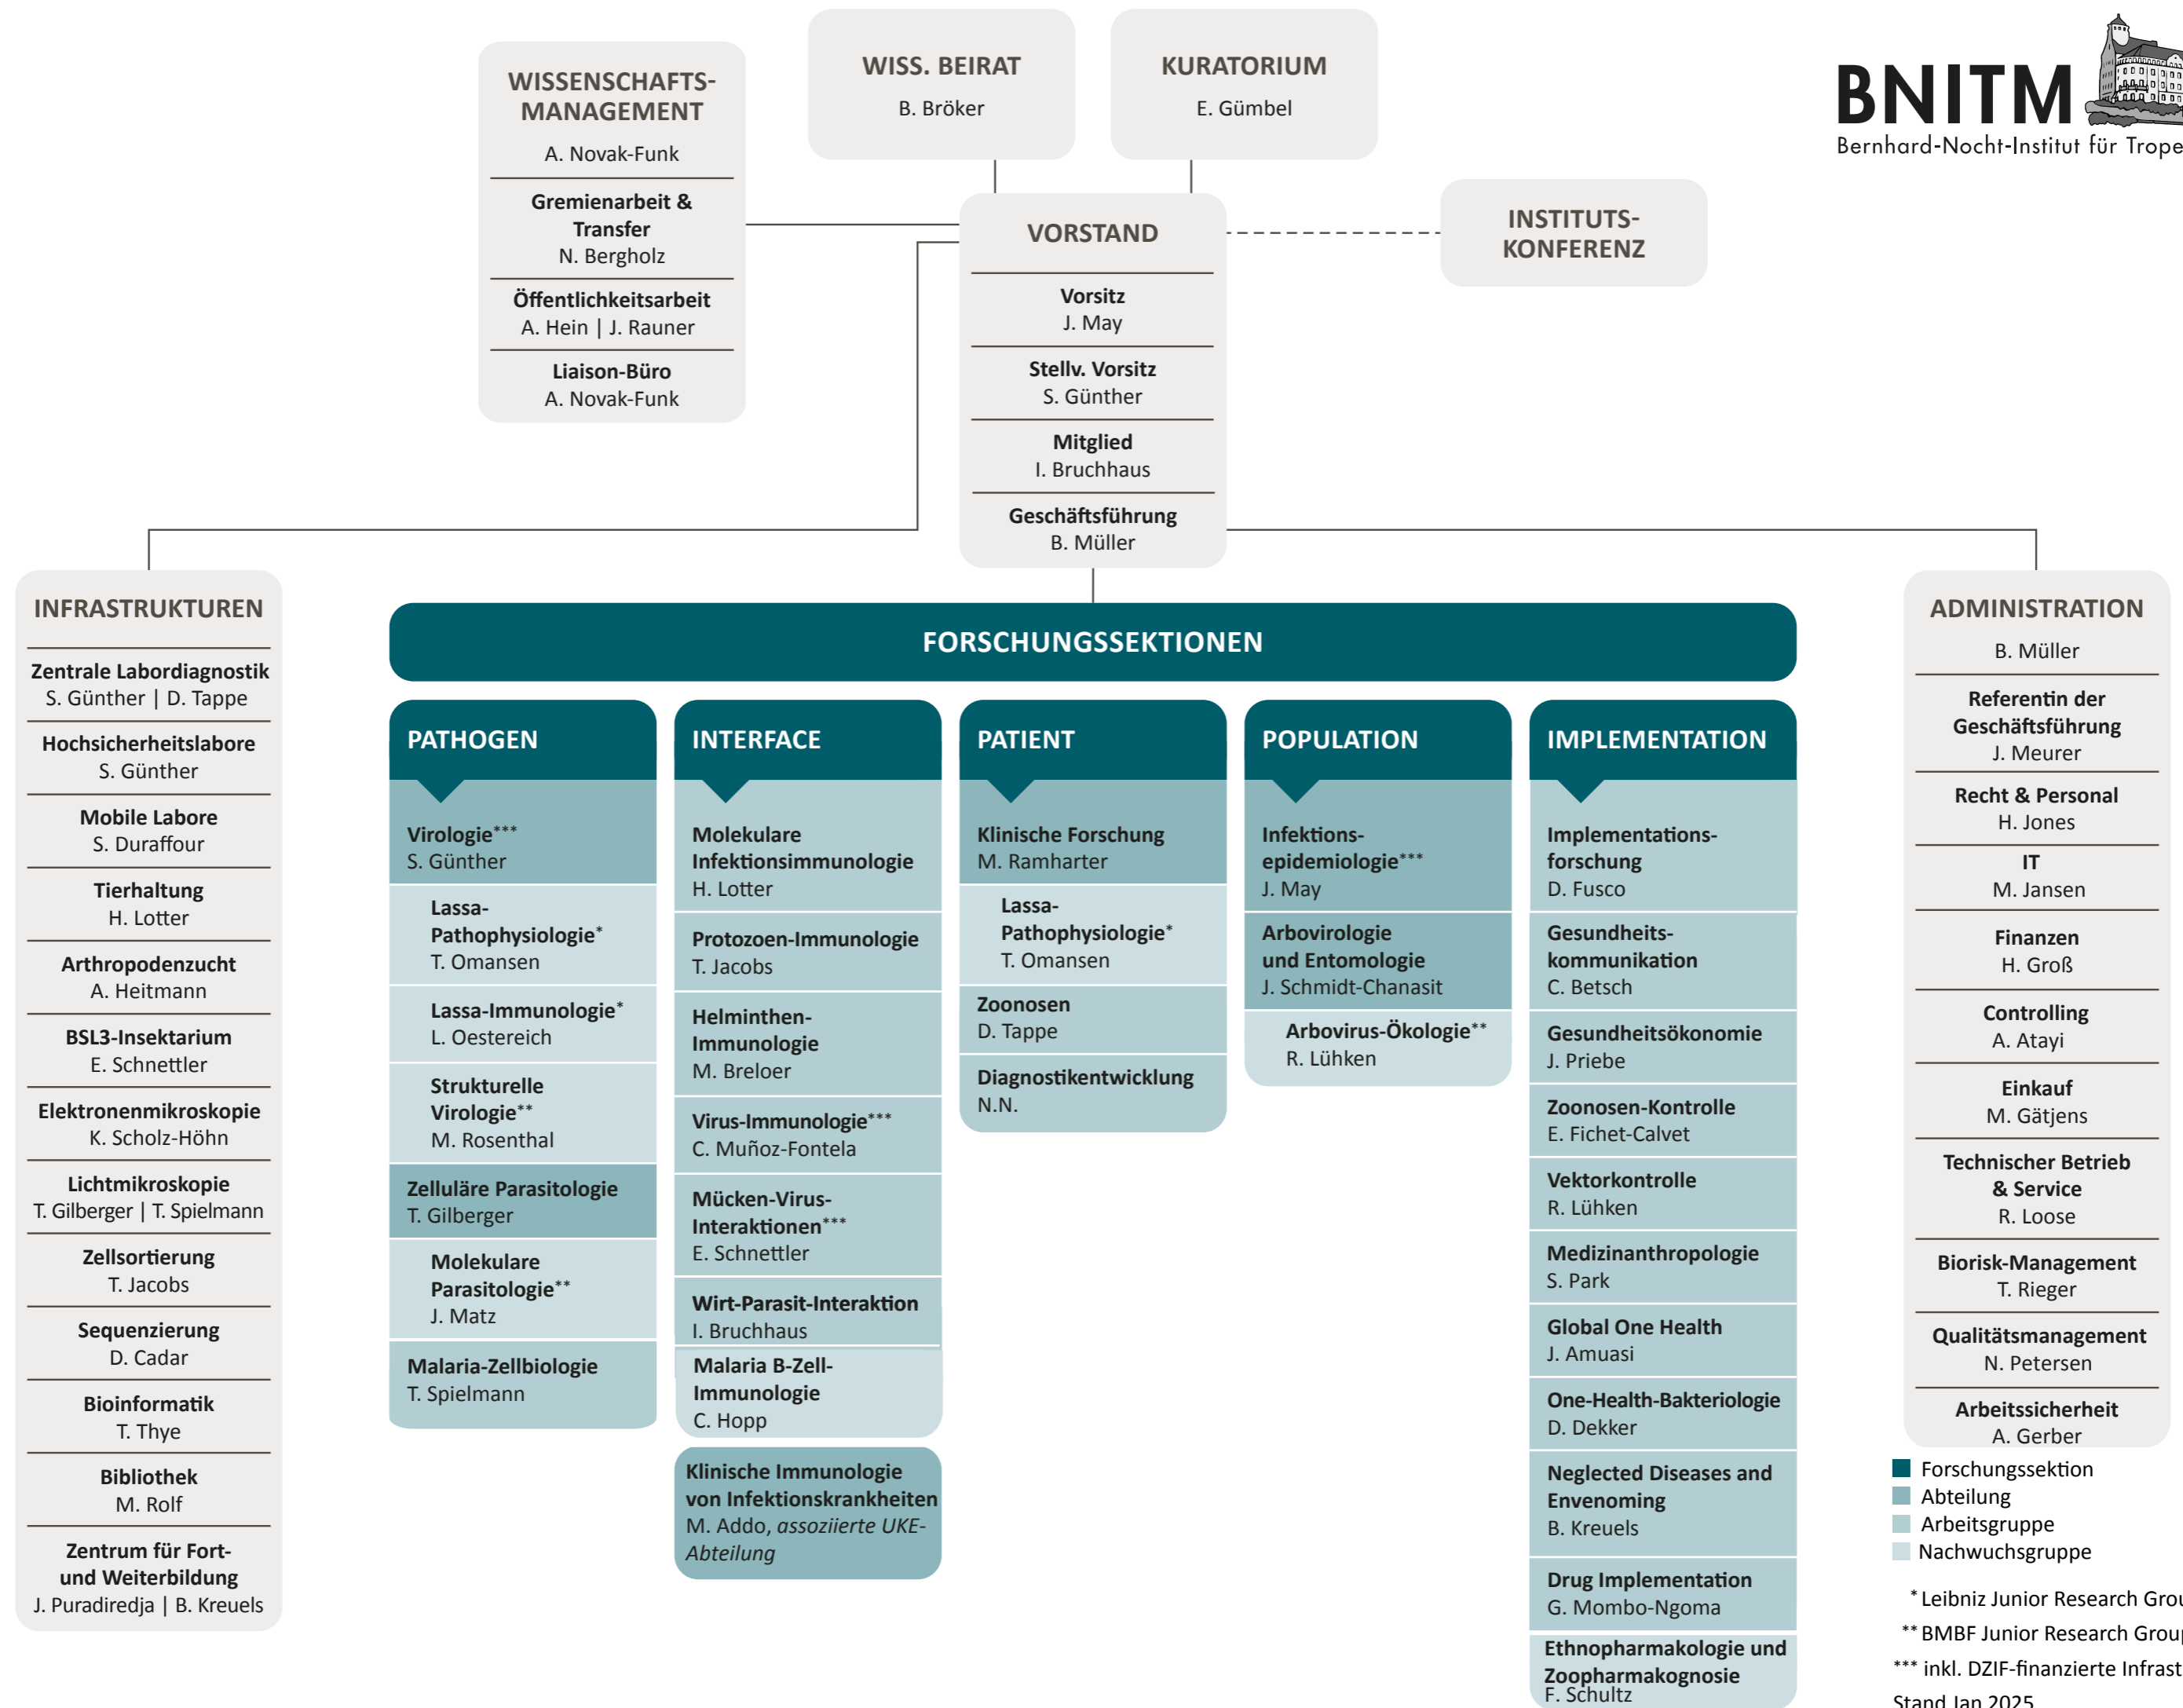 WISSENSCHAFTS-
MANAGEMENT
A. Novak-Funk
Gremienarbeit &
Transfer
N. Bergholz
Öffentlichkeitsarbeit
A. Hein | J. Rauner
Liaison-Büro
A. Novak-Funk
WISS. BEIRAT
B. Bröker
KURATORIUM
E. Gümbel
BNITM
Bernhard-Nocht-Institut für
VORSTAND
Vorsitz
J. May
Stellv. Vorsitz
S. Günther
Mitglied
I. Bruchhaus
Geschäftsführung
B. Müller
INSTITUTS-
KONFERENZ
INFRASTRUKTUREN
Zentrale Labordiagnostik
S. Günther | D. Tappe
Hochsicherheitslabore
S. Günther
Mobile Labore
S. Duraffour
Tierhaltung
H. Lotter
Arthropodenzucht
A. Heitmann
BSL3-Insektarium
E. Schnettler
Elektronenmikroskopie
K. Scholz-Höhn
Lichtmikroskopie
T. Gilberger | T. Spielmann
Zellsortierung
T. Jacobs
Sequenzierung
D. Cadar
Bioinformatik
T. Thye
Bibliothek
M. Rolf
Zentrum für Fort-
und Weiterbildung
J. Puradiredja | B. Kreuels
FORSCHUNGSSEKTIONEN
PATHOGEN
Virologie***
S. Günther
Lassa-
Pathophysiologie*
T. Omansen
Lassa-Immunologie*
L. Oestereich
Strukturelle
Virologie**
M. Rosenthal
Zelluläre Parasitologie
T. Gilberger
Molekulare
Parasitologie**
J. Matz
Malaria-Zellbiologie
T. Spielmann
INTERFACE
Molekulare
Infektionsimmunologie
H. Lotter
Protozoen-Immunologie
T. Jacobs
Helminthen-
Immunologie
M. Breloer
Virus-Immunologie***
C. Muñoz-Fontela
Mücken-Virus-
Interaktionen***
E. Schnettler
Wirt-Parasit-Interaktion
I. Bruchhaus
Malaria B-Zell-
Immunologie
C. Hopp
Klinische Immunologie
von Infektionskrankheiten
M. Addo, assoziierte UKE-
Abteilung
PATIENT
Klinische Forschung
M. Ramharter
Lassa-
Pathophysiologie*
T. Omansen
Zoonosen
D. Tappe
Diagnostikentwicklung
N.N.
POPULATION
Infektions-
epidemiologie***
J. May
Arbovirologie
und Entomologie
J. Schmidt-Chanasit
Arbovirus-Ökologie**
R. Lühken
IMPLEMENTATION
Implementations-
forschung
D. Fusco
Gesundheits-
kommunikation
C. Betsch
Gesundheitsökonomie
J. Priebe
Zoonosen-Kontrolle
E. Fichet-Calvet
Vektorkontrolle
R. Lühken
Medizinanthropologie
S. Park
Global One Health
J. Amuasi
One-Health-Bakteriologie
D. Dekker
Neglected Diseases and
Envenoming
B. Kreuels
Drug Implementation
G. Mombo-Ngoma
Ethnopharmakologie und
Zoopharmakognosie
F. Schultz
ADMINISTRATION
B. Müller
Referentin der
Geschäftsführung
J. Meurer
Recht & Personal
H. Jones
IT
M. Jansen
Finanzen
H. Groß
Controlling
A. Atayi
Einkauf
M. Gätjens
Technischer Betrieb
& Service
R. Loose
Biorisk-Management
T. Rieger
Qualitätsmanagement
N. Petersen
Arbeitssicherheit
A. Gerber
Forschungssektion
Abteilung
Arbeitsgruppe
Nachwuchsgruppe
* Leibniz Junior Research
** BMBF Junior Research
*** inkl. DZIF-finanzierte
Stand Jan 2025